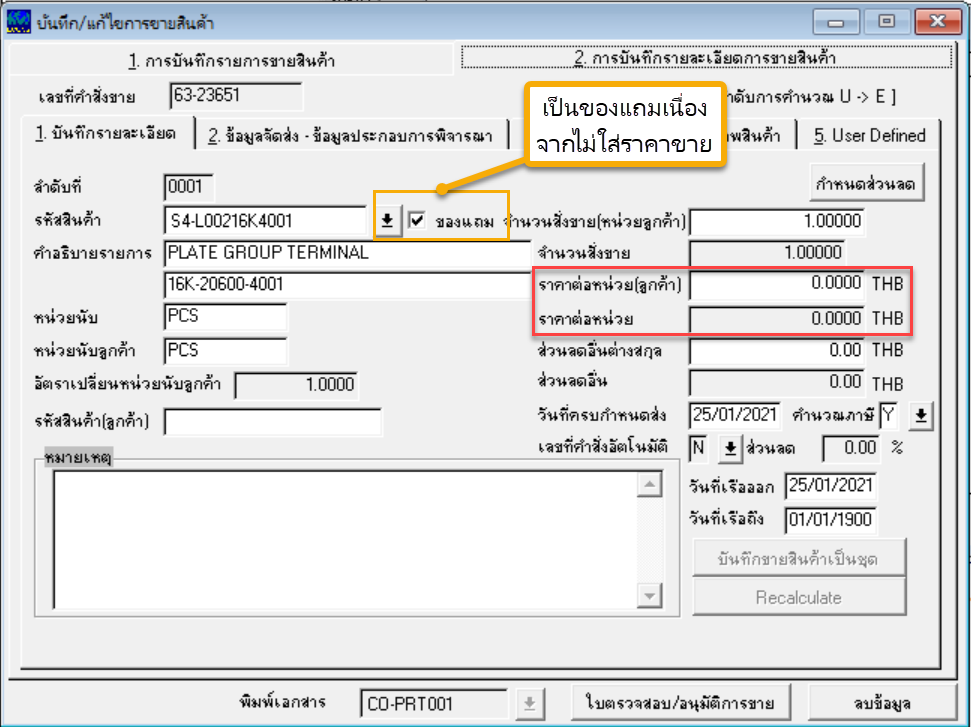 บันทึก/แก้ไขการขายสินค้า
1. การบันทึกรายการขายสินค้า
2. การบันทึกรายละเอียดการขายสินค้า
เลขที่คำสั่งขาย 63-23651
ำดับการคำนวณ U -> E ]
เป็นของแถมเนื่อง
จากไม่ใส่ราคาขาย
1. บันทึกรายละเอียด
2. ข้อมูลจัดส่ง - ข้อมูลประกอบการพิจารณา
พสินค้า
5. User Defined
ลำดับที่ 0001
กำหนดส่วนลด
รหัสสินค้า S4-L00216K4001 ของแถม จำนวนสั่งขาย(หน่วยลูกค้า) 1.00000
คำอธิบายรายการ PLATE GROUP TERMINAL จำนวนสั่งขาย 1.00000
16K-20600-4001 ราคาต่อหน่วย(ลูกค้า) 0.0000 THB
หน่วยนับ PCS ราคาต่อหน่วย 0.0000 THB
หน่วยนับลูกค้า PCS ส่วนลดอื่นต่างสกุล 0.00 THB
อัตราเปลี่ยนหน่วยนับลูกค้า 1.0000 ส่วนลดอื่น 0.00 THB
รหัสสินค้า(ลูกค้า) วันที่ครบกำหนดส่ง 25/01/2021 คำนวณภาษี Y
เลขที่คำสั่งอัตโนมัติ N ส่วนลด 0.00 %
หมายเหตุ
วันที่เรือออก 25/01/2021
วันที่เรือถึง 01/01/1900
บันทึกขายสินค้าเป็นชุด
Recalculate
พิมพ์เอกสาร CO-PRT001 ใบตรวจสอบ/อนุมัติการขาย ลบข้อมูล